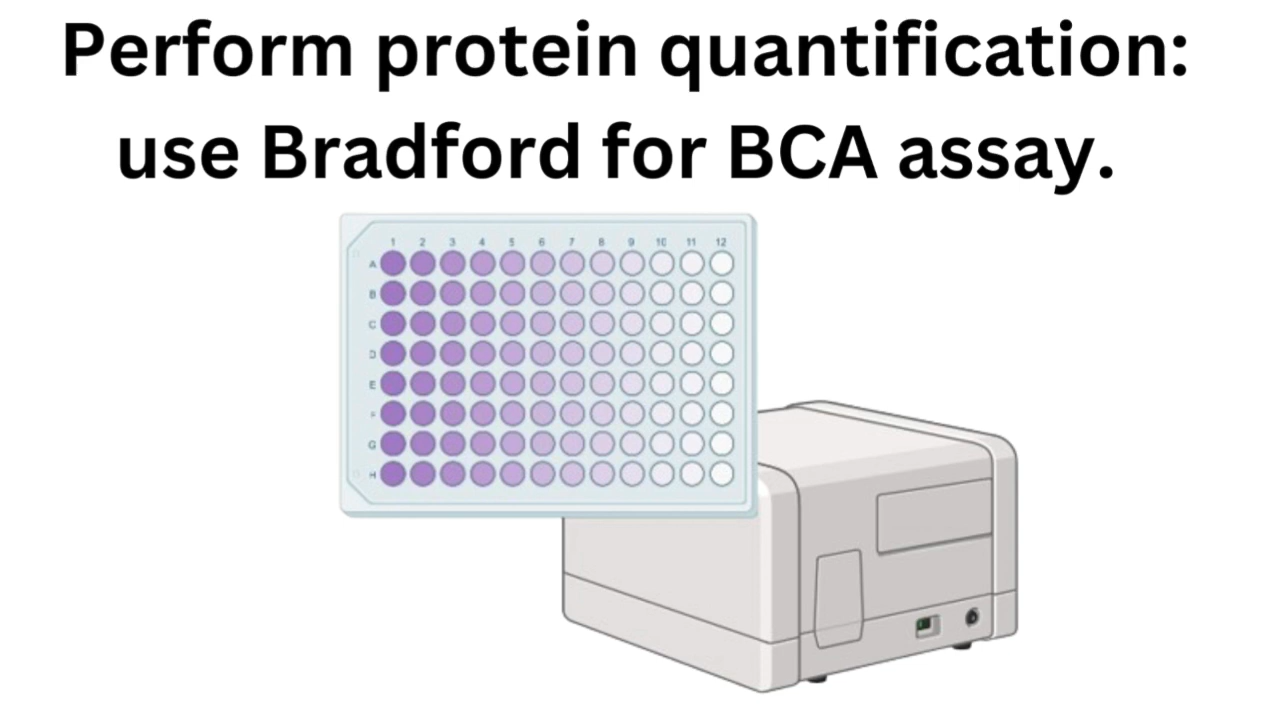 Perform protein quantification:
use Bradford for BCA assay.
1 2 3 4 5 6 7 8 9 10 11 12
A
B
C
D
E
F
G
H